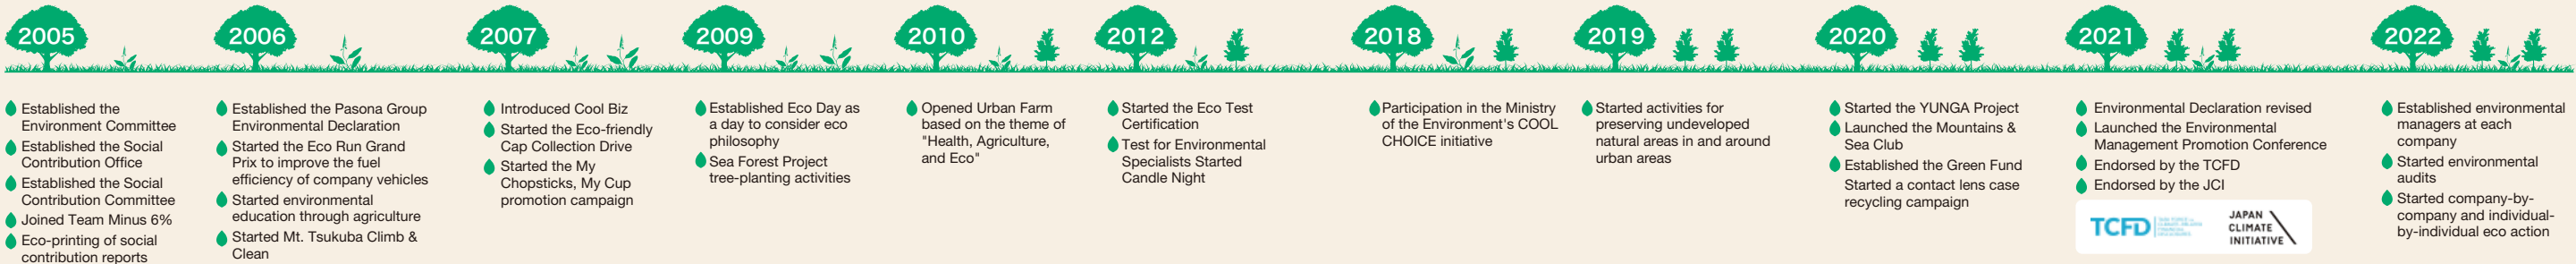 2005
Established the
Environment Committee
Established the Social
Contribution Office
Established the Social
Contribution Committee
Joined Team Minus 6%
Eco-printing of social
contribution reports
2006
Established the Pasona Group
Environmental Declaration
Started the Eco Run Grand
Prix to improve the fuel
efficiency of company vehicles
Started environmental
education through agriculture
Started Mt. Tsukuba Climb &
Clean
2007
Introduced Cool Biz
Started the Eco-friendly
Cap Collection Drive
Started the My
Chopsticks, My Cup
promotion campaign
2009
Established Eco Day as
a day to consider eco
philosophy
Sea Forest Project
tree-planting activities
2010
Opened Urban Farm
based on the theme of
"Health, Agriculture,
and Eco"
2012
Started the Eco Test
Certification
Test for Environmental
Specialists Started
Candle Night
2018
Participation in the Ministry
of the Environment's COOL
CHOICE initiative
2019
Started activities for
preserving undeveloped
natural areas in and around
urban areas
2020
Started the YUNGA Project
Launched the Mountains &
Sea Club
Established the Green Fund
Started a contact lens case
recycling campaign
2021
Environmental Declaration revised
Launched the Environmental
Management Promotion Conference
Endorsed by the TCFD
Endorsed by the JCI
TCFD
JAPAN
CLIMATE
INITIATIVE
2022
Established environmental
managers at each
company
Started environmental
audits
Started company-by-
company and individual-
by-individual eco action